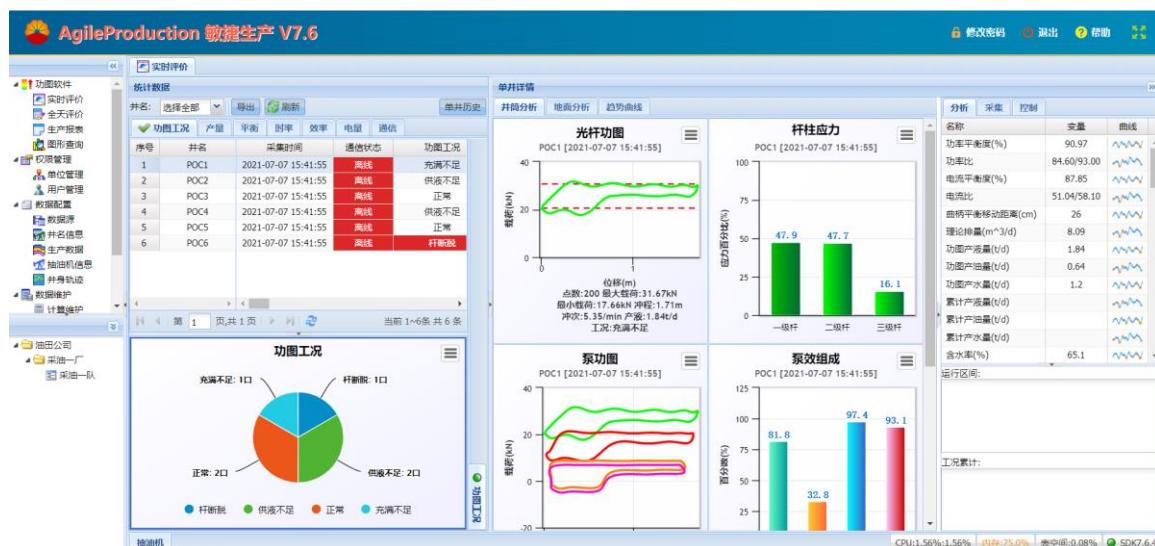 AgileProduction 敏捷生产 V7.6
修改密码 退出 帮助
功图软件
实时评价
全天评价
生产报表
图形查询
权限管理
单位管理
用户管理
数据配置
数据源
井名信息
生产数据
抽油机信息
井身轨迹
数据维护
计算维护
油田公司
采油一厂
采油一队
实时评价
统计数据
井名: 选择全部 导出 刷新 单井历史
功图工况 产量 平衡 时率 效率 电量 通信
序号 井名 采集时间 通信状态 功图工况
1 POC1 2021-07-07 15:41:55 离线 充满不足
2 POC2 2021-07-07 15:41:55 离线 供液不足
3 POC3 2021-07-07 15:41:55 离线 正常
4 POC4 2021-07-07 15:41:55 离线 供液不足
5 POC5 2021-07-07 15:41:55 离线 正常
6 POC6 2021-07-07 15:41:55 离线 杆断脱
第 1 页,共 1 页 当前 1~6条 共 6 条
功图工况
充满不足: 1口 杆断脱: 1口
正常: 2口 供液不足: 2口
杆断脱 供液不足 正常 充满不足
功图工况
抽油机
单井详情
井筒分析 地面分析 趋势曲线
光杆功图
POC1 [2021-07-07 15:41:55]
40
20
0
载荷(kN)
0 1
位移(m)
点数:200 最大载荷:31.67kN
最小载荷:17.66kN 冲程:1.71m
冲次:5.35/min 产液:1.84t/d
工况:充满不足
杆柱应力
POC1 [2021-07-07 15:41:55]
100
75
50
25
0
应力百分比(%)
47.9 47.7 16.1
一级杆 二级杆 三级杆
泵功图
POC1 [2021-07-07 15:41:55]
40
20
0
-20
载荷(kN)
泵效组成
POC1 [2021-07-07 15:41:55]
125
100
75
50
25
百分数(%)
81.8 32.8 97.4 93.1
分析 采集 控制
名称 变量 曲线
功率平衡度(%) 90.97
功率比 84.60/93.00
电流平衡度(%) 87.85
电流比 51.04/58.10
曲柄平衡移动距离(cm) 26
理论排量(m^3/d) 8.09
功图产液量(t/d) 1.84
功图产油量(t/d) 0.64
功图产水量(t/d) 1.2
累计产液量(t/d)
累计产油量(t/d)
累计产水量(t/d)
含水率(%) 65.1
运行区间:
工况累计:
CPU:1.56%:1.56% 内存:75.0% 表空间:0.08% SDK7.6.4